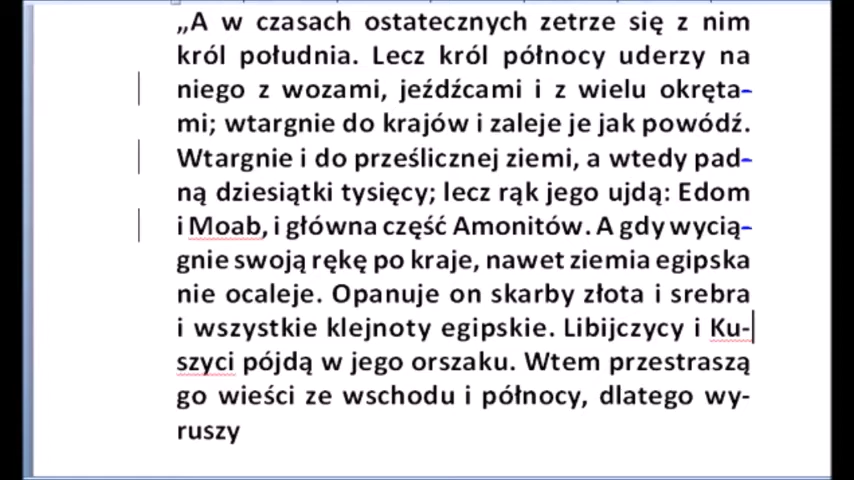 „A w czasach ostatecznych zetrze się z nim
król południa. Lecz król północy uderzy na
niego z wozami, jeźdźcami i z wielu okręta-
mi; wtargnie do krajów i zaleje je jak powódź.
Wtargnie i do prześlicznej ziemi, a wtedy pad-
ną dziesiątki tysięcy; lecz rąk jego ujdą: Edom
i Moab, i główna część Amonitów. A gdy wycią-
gnie swoją rękę po kraje, nawet ziemia egipska
nie ocaleje. Opanuje on skarby złota i srebra
i wszystkie klejnoty egipskie. Libijczycy i Ku-
szyci pójdą w jego orszaku. Wtem przestraszą
go wieści ze wschodu i północy, dlatego wy-
ruszy